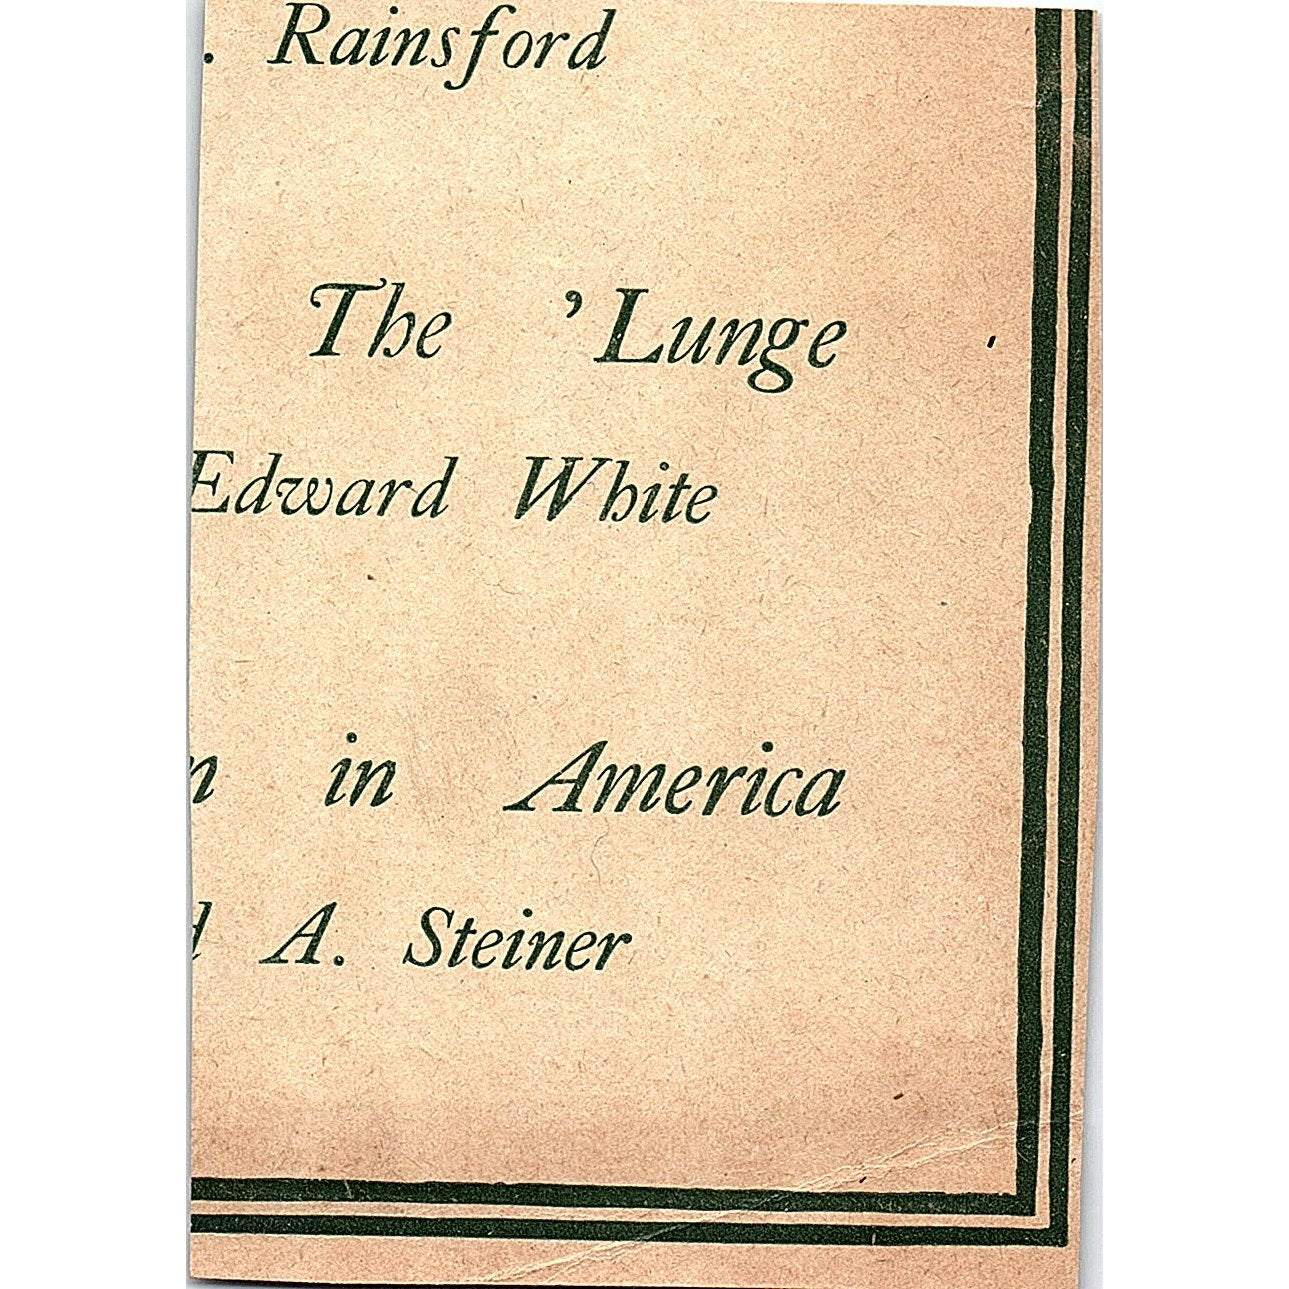 . Rainsford
The 'Lunge
Edward White
n in America
d A. Steiner